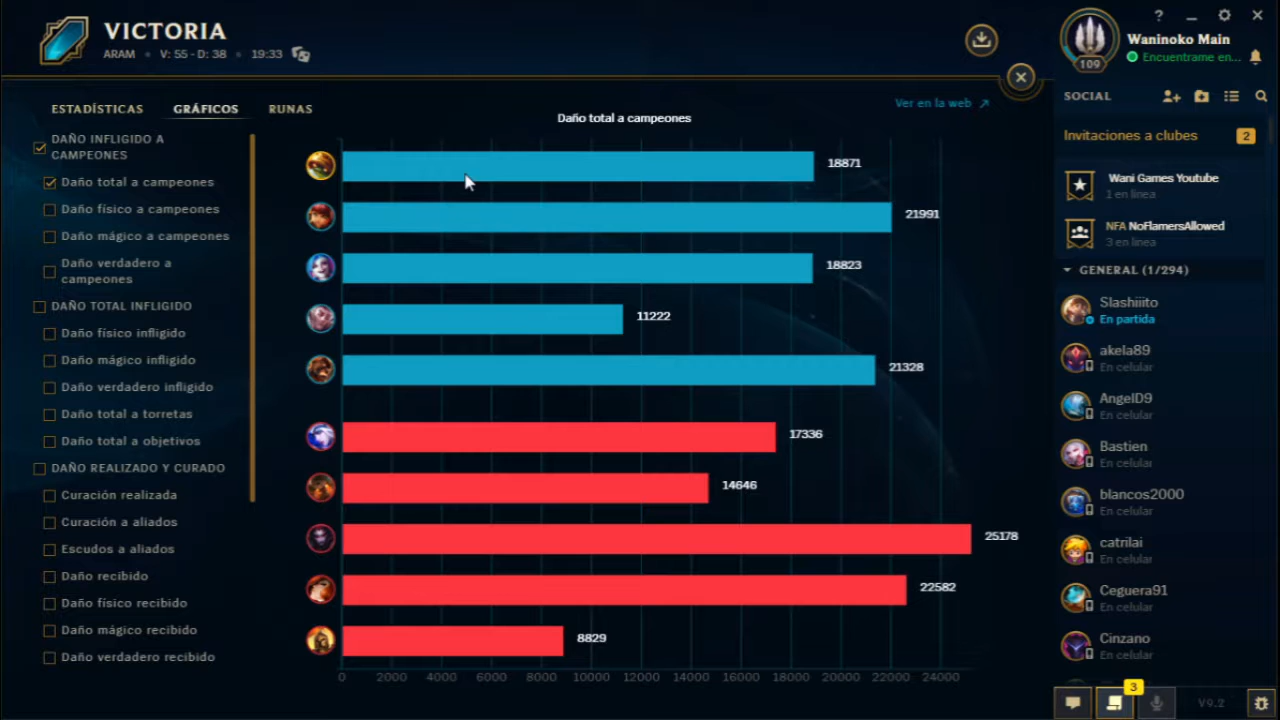 VICTORIA
ARAM • V: 55 - D: 38 • 19:33
ESTADÍSTICAS GRÁFICOS RUNAS
Ver en la web
DAÑO INFLIGIDO A
CAMPEONES
Daño total a campeones
Daño físico a campeones
Daño mágico a campeones
Daño verdadero a
campeones
DAÑO TOTAL INFLIGIDO
Daño físico infligido
Daño mágico infligido
Daño verdadero infligido
Daño total a torretas
Daño total a objetivos
DAÑO REALIZADO Y CURADO
Curación realizada
Curación a aliados
Escudos a aliados
Daño recibido
Daño físico recibido
Daño mágico recibido
Daño verdadero recibido
Daño total a campeones
18871
21991
18823
11222
21328
17336
14646
25178
22582
8829
0 2000 4000 6000 8000 10000 12000 14000 16000 18000 20000 22000 24000
?
109
Waninoko Main
Encuentrame en...
SOCIAL
Invitaciones a clubes 2
Wani Games Youtube
1 en línea
NFA NoFlamersAllowed
3 en línea
GENERAL (1/294)
Slashiiito
En partida
akela89
En celular
AngelD9
En celular
Bastien
En celular
blancos2000
En celular
catrilai
En celular
Ceguera91
En celular
Cinzano
En celular
3
V9.2